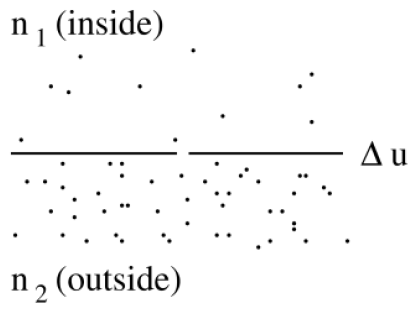 n 1 (inside)
Δ u
n 2 (outside)